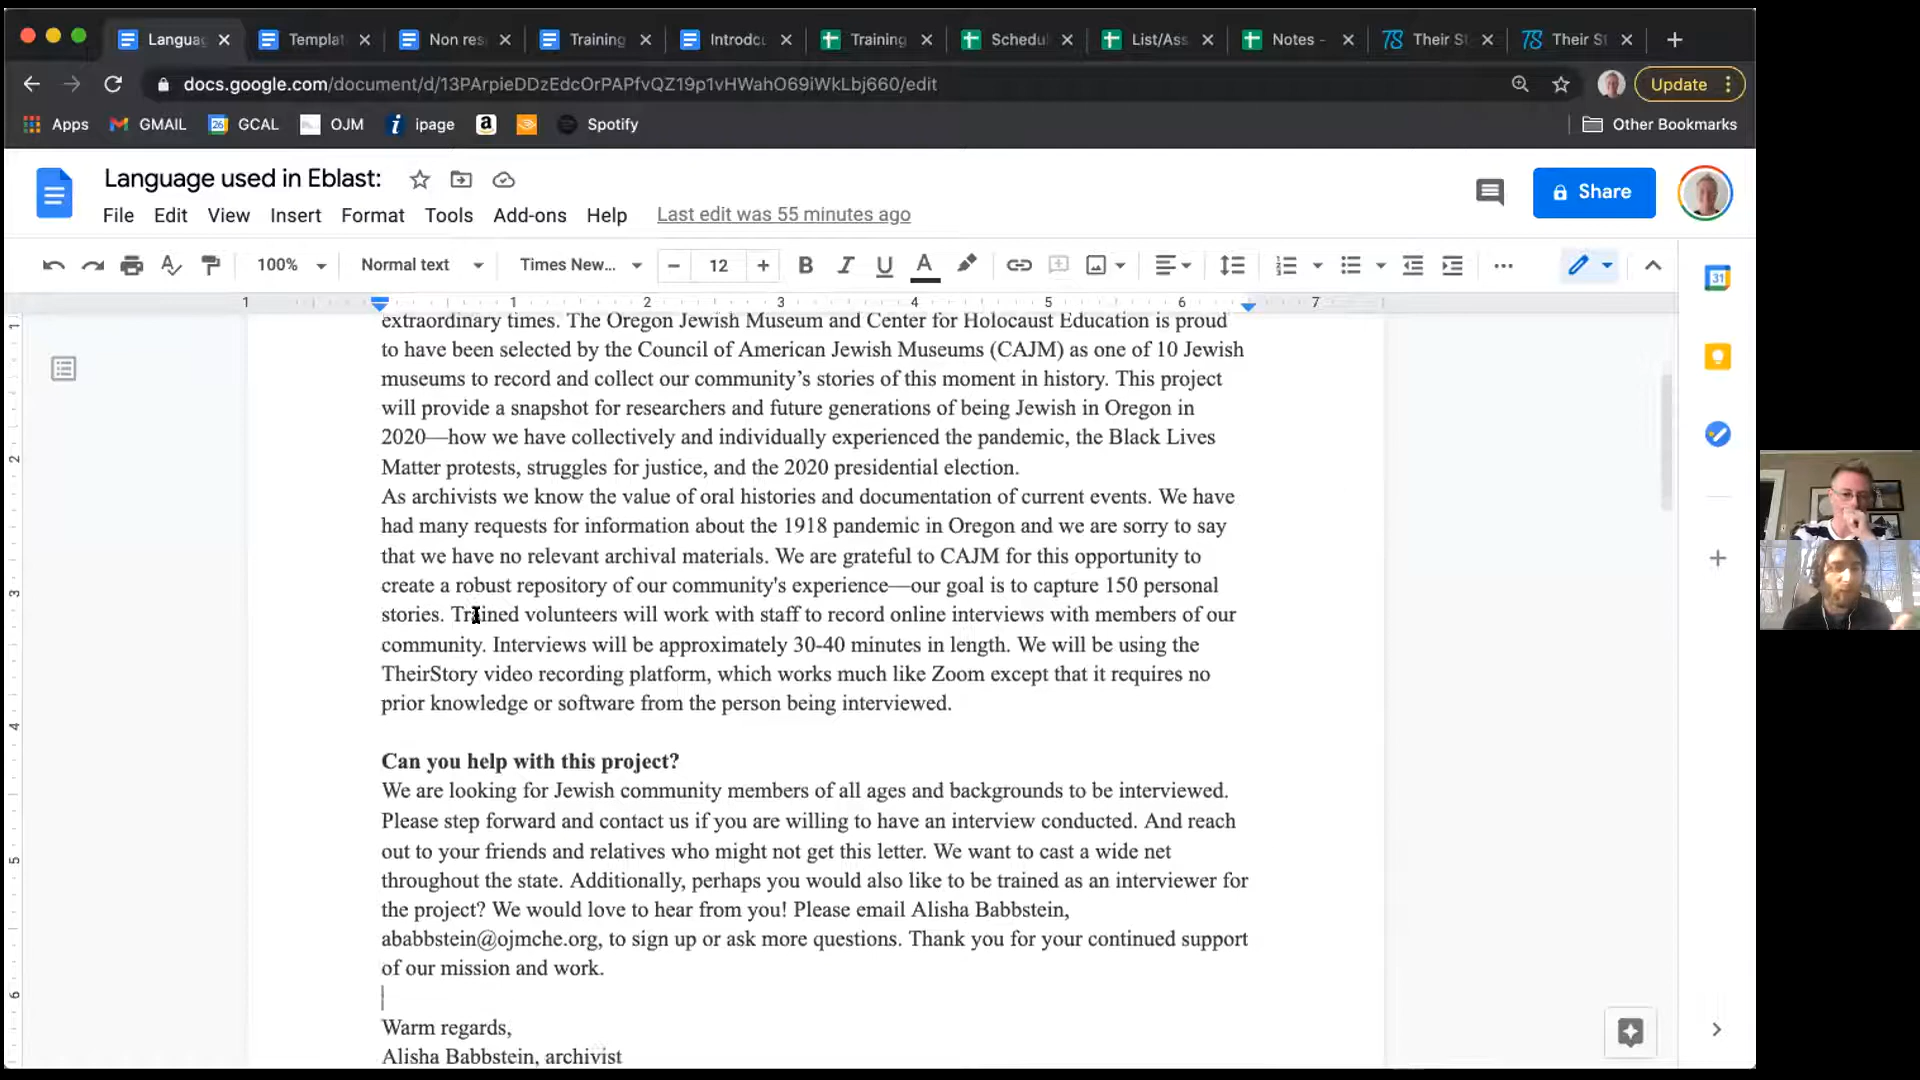 Langua
Templat
Non res
Training
Introdu
Training
Schedul
List/Ass
Notes -
Their St
Their St
docs.google.com/document/d/13PArpieDDzEdcOrPAPfvQZ19p1vHWahO69iWkLbj660/edit
Update
Apps
GMAIL
GCAL
OJM
ipage
Spotify
Other Bookmarks
Language used in Eblast:
Share
File Edit View Insert Format Tools Add-ons Help Last edit was 55 minutes ago
100% Normal text Times New... 12
1 1 2 3 4 5 6 7
extraordinary times. The Oregon Jewish Museum and Center for Holocaust Education is proud
to have been selected by the Council of American Jewish Museums (CAJM) as one of 10 Jewish
museums to record and collect our community's stories of this moment in history. This project
will provide a snapshot for researchers and future generations of being Jewish in Oregon in
2020—how we have collectively and individually experienced the pandemic, the Black Lives
Matter protests, struggles for justice, and the 2020 presidential election.
As archivists we know the value of oral histories and documentation of current events. We have
had many requests for information about the 1918 pandemic in Oregon and we are sorry to say
that we have no relevant archival materials. We are grateful to CAJM for this opportunity to
create a robust repository of our community's experience—our goal is to capture 150 personal
stories. Trained volunteers will work with staff to record online interviews with members of our
community. Interviews will be approximately 30-40 minutes in length. We will be using the
TheirStory video recording platform, which works much like Zoom except that it requires no
prior knowledge or software from the person being interviewed.
Can you help with this project?
We are looking for Jewish community members of all ages and backgrounds to be interviewed.
Please step forward and contact us if you are willing to have an interview conducted. And reach
out to your friends and relatives who might not get this letter. We want to cast a wide net
throughout the state. Additionally, perhaps you would also like to be trained as an interviewer for
the project? We would love to hear from you! Please email Alisha Babbstein,
ababbstein@ojmche.org, to sign up or ask more questions. Thank you for your continued support
of our mission and work.
Warm regards,
Alisha Babbstein, archivist